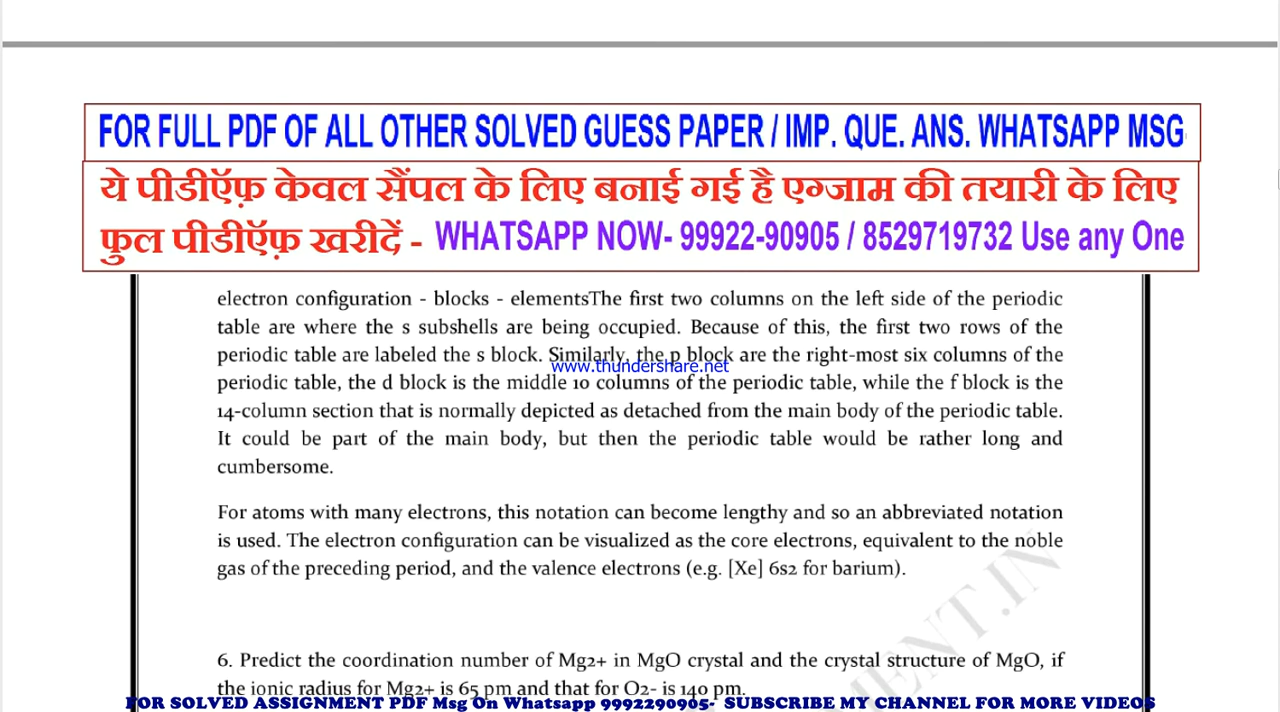 FOR FULL PDF OF ALL OTHER SOLVED GUESS PAPER / IMP. QUE. ANS. WHATSAPP MSG
ये पीडीऍफ़ केवल सैंपल के लिए बनाई गई है एग्जाम की तयारी के लिए
फुल पीडीऍफ़ खरीदें - WHATSAPP NOW- 99922-90905 / 8529719732 Use any One
electron configuration - blocks - elementsThe first two columns on the left side of the periodic
table are where the s subshells are being occupied. Because of this, the first two rows of the
periodic table are labeled the s block. Similarly, the p block are the right-most six columns of the
www.thundershare.net
periodic table, the d block is the middle 10 columns of the periodic table, while the f block is the
14-column section that is normally depicted as detached from the main body of the periodic table.
It could be part of the main body, but then the periodic table would be rather long and
cumbersome.
For atoms with many electrons, this notation can become lengthy and so an abbreviated notation
is used. The electron configuration can be visualized as the core electrons, equivalent to the noble
gas of the preceding period, and the valence electrons (e.g. [Xe] 6s2 for barium).
MENT.IN
6. Predict the coordination number of Mg2+ in MgO crystal and the crystal structure of MgO, if
the ionic radius for Mg2+ is 65 pm and that for O2- is 140 pm.
FOR SOLVED ASSIGNMENT PDF Msg On Whatsapp 9992290905- SUBSCRIBE MY CHANNEL FOR MORE VIDEOS